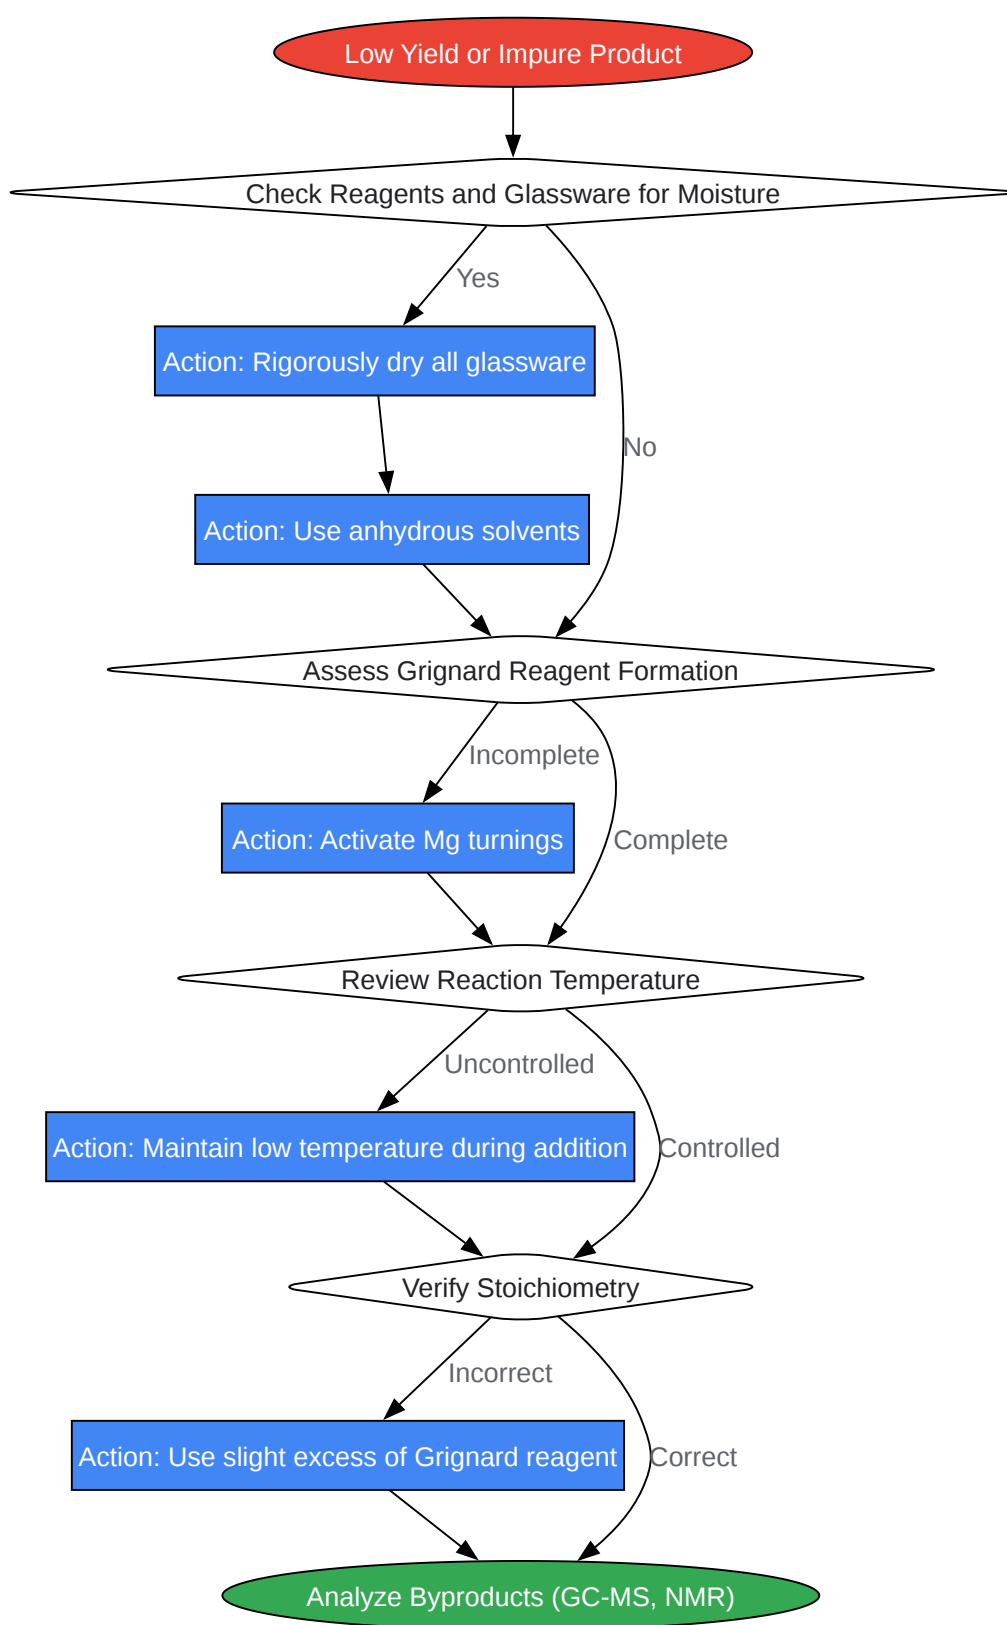 Low Yield or Impure Product
Check Reagents and Glassware for Moisture
Yes
Action: Rigorously dry all glassware
No
Action: Use anhydrous solvents
Assess Grignard Reagent Formation
Incomplete
Action: Activate Mg turnings
Complete
Review Reaction Temperature
Uncontrolled
Action: Maintain low temperature during addition
Controlled
Verify Stoichiometry
Incorrect
Action: Use slight excess of Grignard reagent
Correct
Analyze Byproducts (GC-MS, NMR)